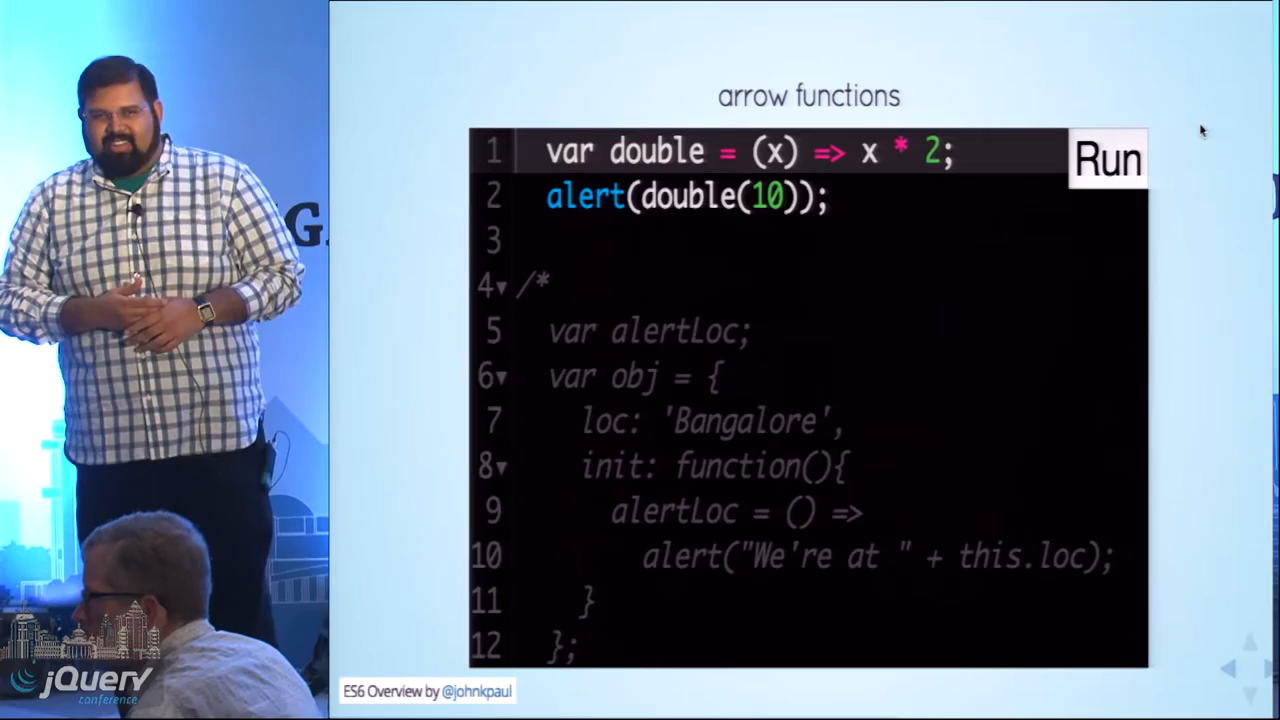 arrow functions
1 var double = (x) => x * 2;
Run
2 alert(double(10));
3
4 /*
5 var alertLoc;
6 var obj = {
7 loc: 'Bangalore',
8 init: function(){
9 alertLoc = () =>
10 alert("We're at " + this.loc);
11 }
12 };
ES6 Overview by @johnkpaul
jQuery
conference